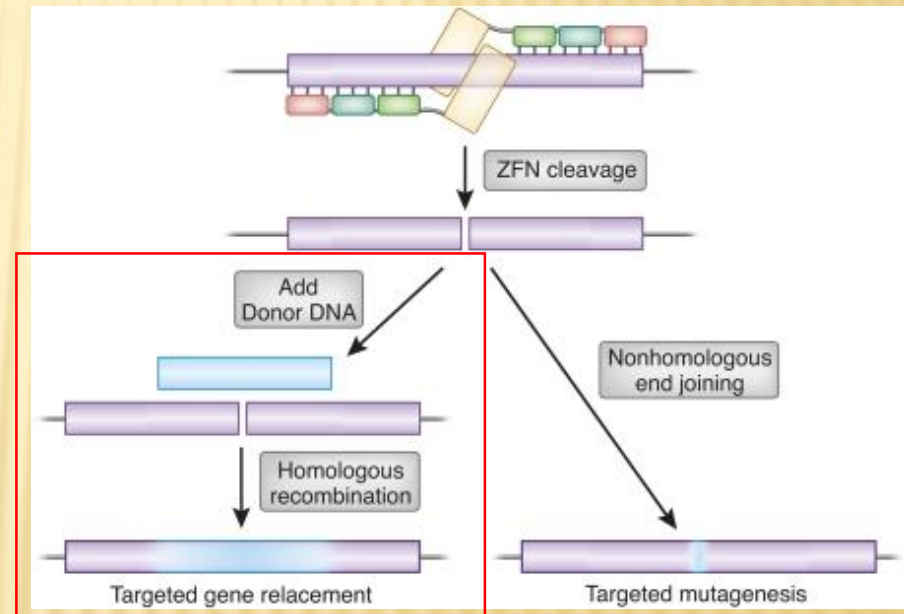 ZFN cleavage
Add
Donor DNA
Nonhomologous
end joining
Homologous
recombination
Targeted gene relacement
Targeted mutagenesis